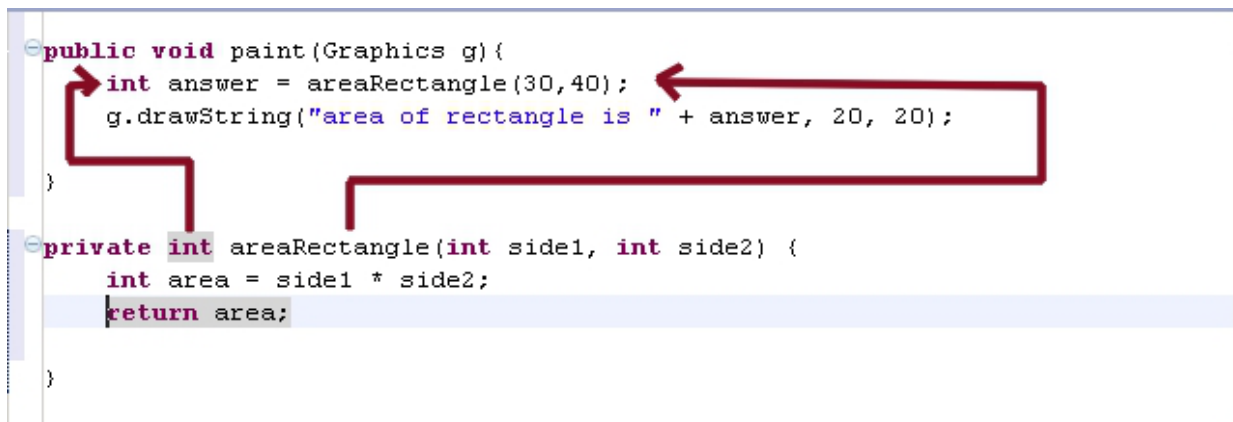 public void paint(Graphics g){
int answer = areaRectangle(30,40);
g.drawString("area of rectangle is " + answer, 20, 20);
}
private int areaRectangle(int side1, int side2) {
int area = side1 * side2;
return area;
}